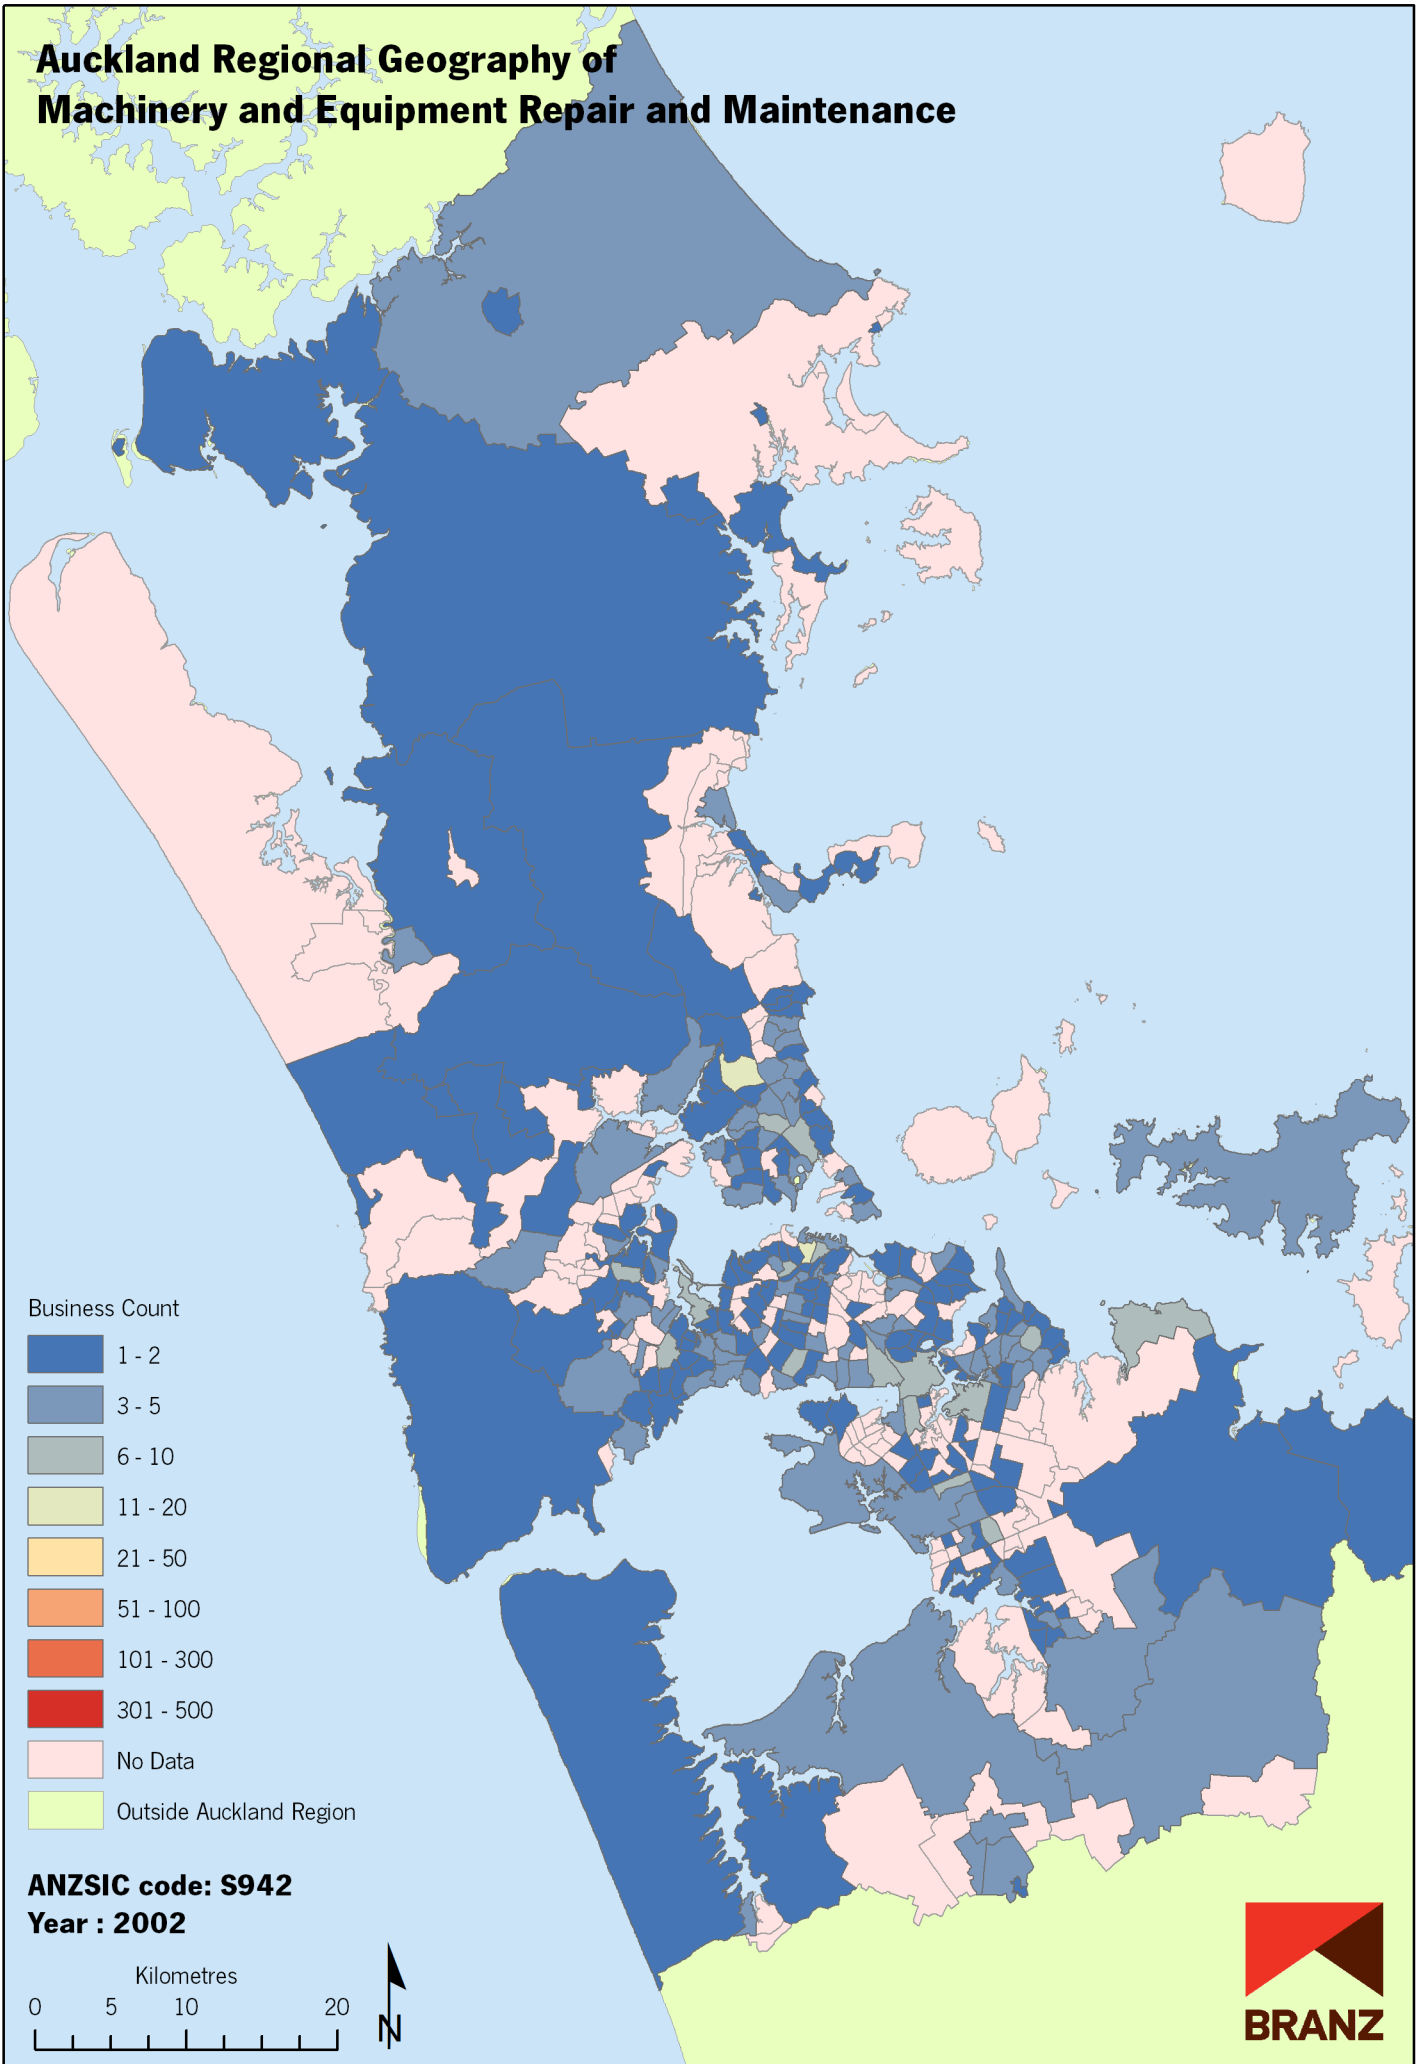 Auckland Regional Geography of
Machinery and Equipment Repair and Maintenance
Business Count
1 - 2
3 - 5
6 - 10
11 - 20
21 - 50
51 - 100
101 - 300
301 - 500
No Data
Outside Auckland Region
ANZSIC code: S942
Year : 2002
Kilometres
0 5 10 20
N
BRANZ